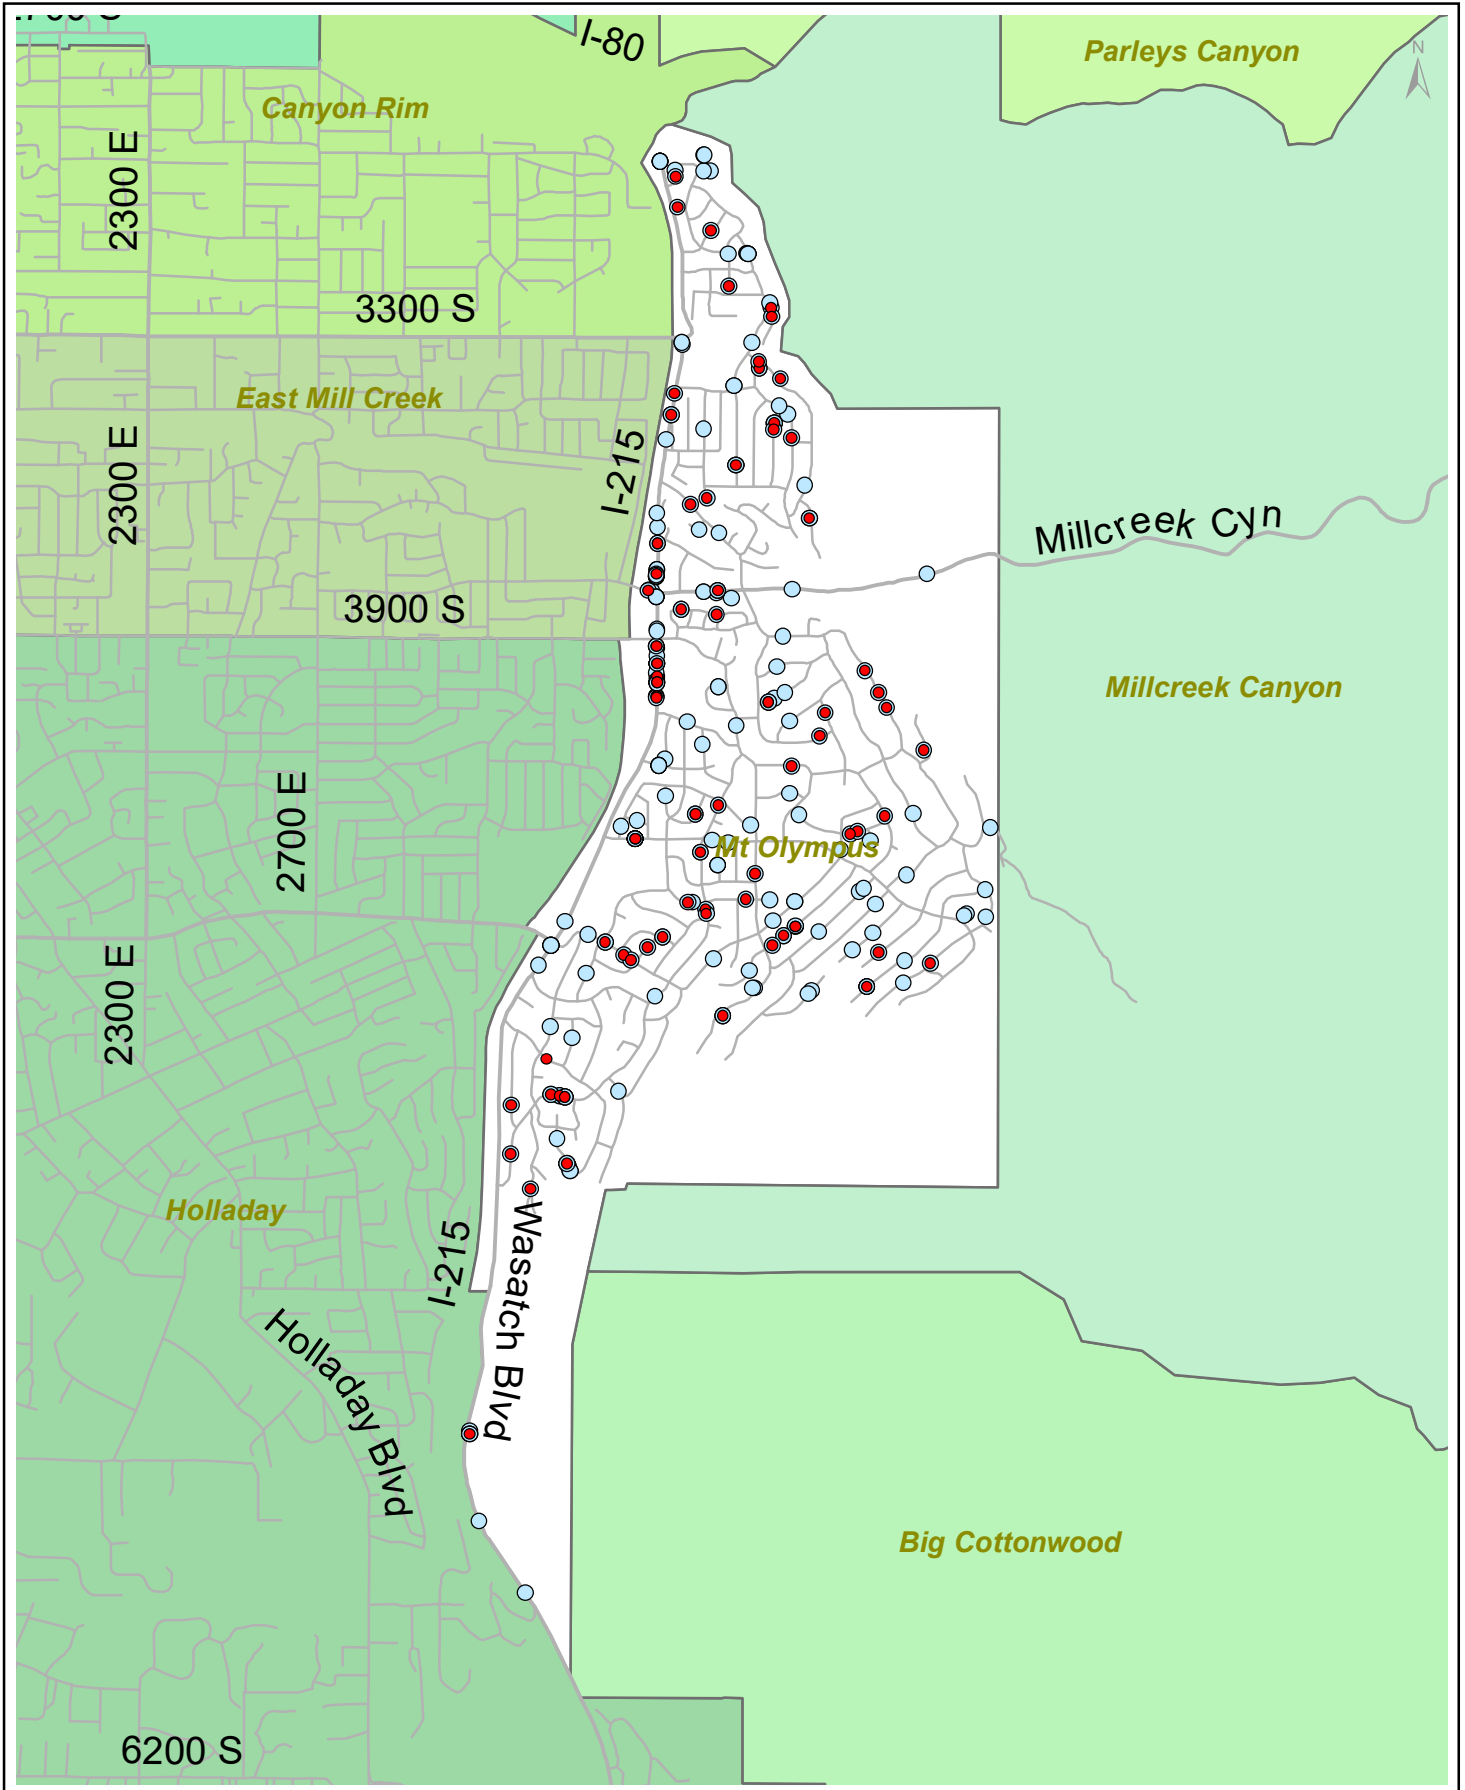 I-80
Parleys Canyon
N
Canyon Rim
2300 E
3300 S
East Mill Creek
I-215
2300 E
Millcreek Cyn
3900 S
Millcreek Canyon
2700 E
Mt Olympus
2300 E
Holladay
I-215
Wasatch Blvd
Holladay Blvd
Big Cottonwood
6200 S